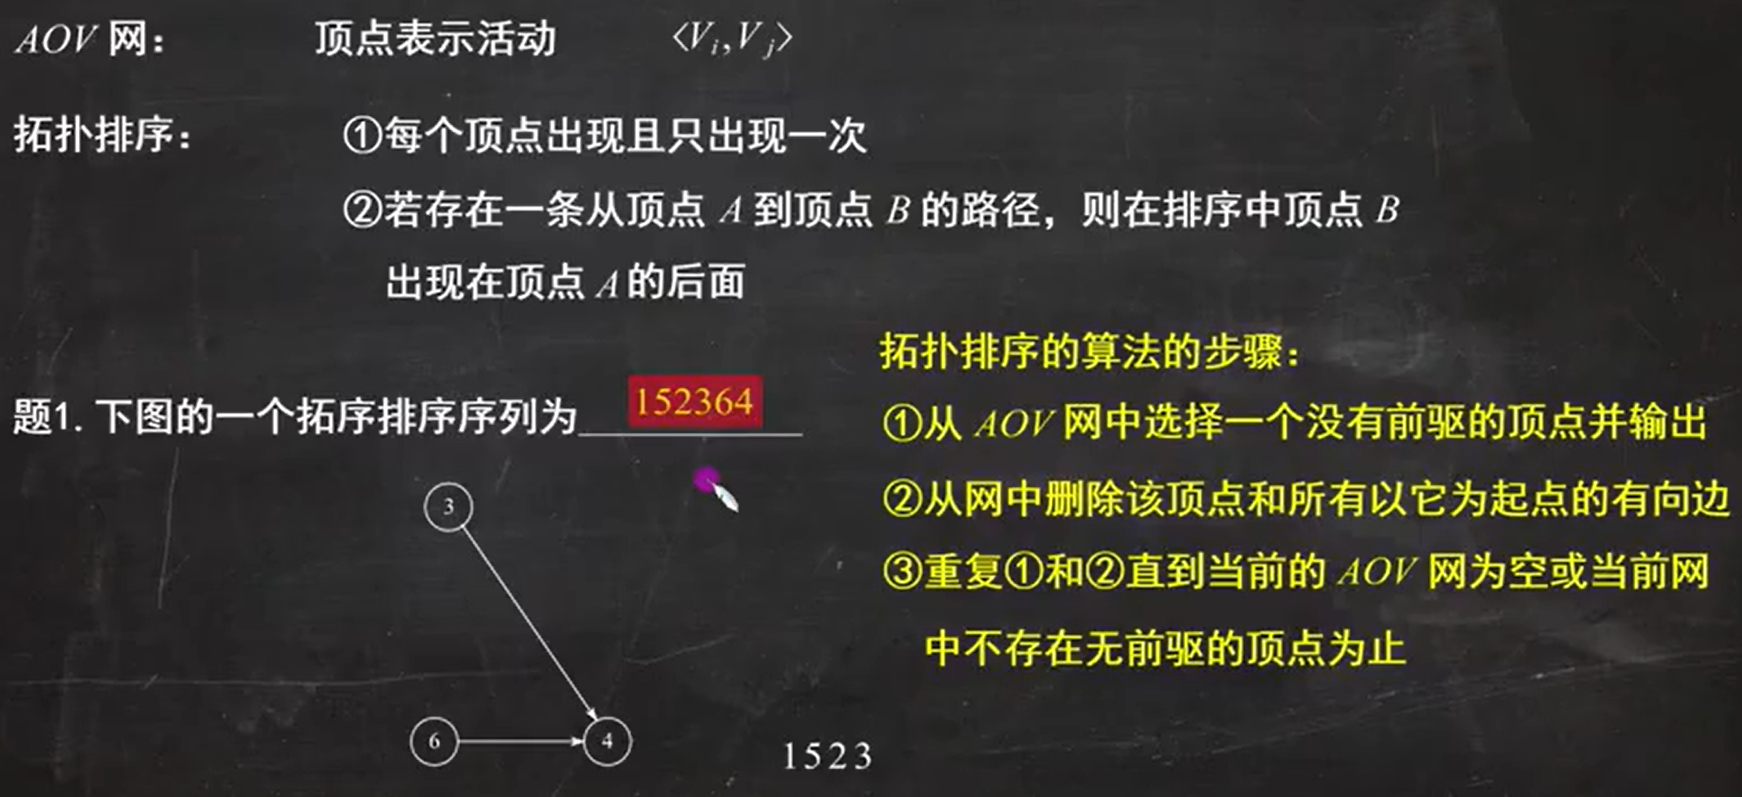 AOV 网：　顶点表示活动　<Vi,Vj>
拓扑排序：　①每个顶点出现且只出现一次
②若存在一条从顶点 A 到顶点 B 的路径，则在排序中顶点 B
出现在顶点 A 的后面
题1. 下图的一个拓序排序序列为 152364
3
6
4
1523
拓扑排序的算法的步骤：
①从 AOV 网中选择一个没有前驱的顶点并输出
②从网中删除该顶点和所有以它为起点的有向边
③重复①和②直到当前的 AOV 网为空或当前网
中不存在无前驱的顶点为止